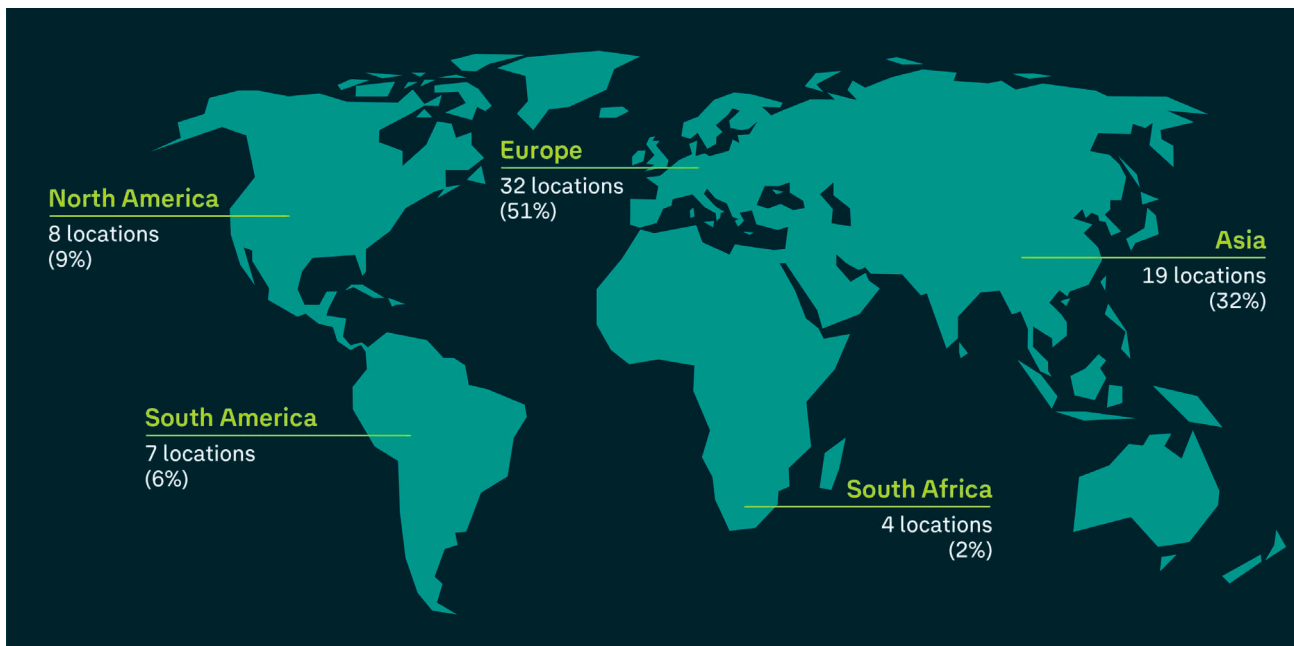 Europe
32 locations
(51%)
North America
8 locations
(9%)
Asia
19 locations
(32%)
South America
7 locations
(6%)
South Africa
4 locations
(2%)